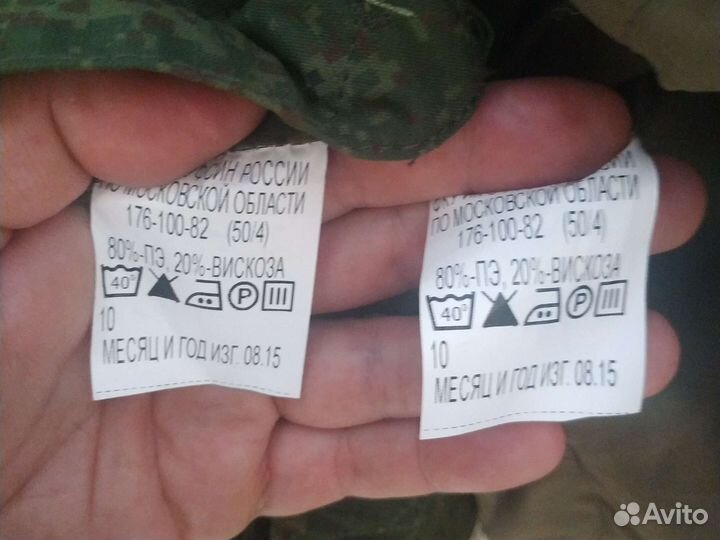 РОССИИ
ПО МОСКОВСКОЙ ОБЛАСТИ
176-100-82 (50/4)
80%-ПЭ, 20%-ВИСКОЗА
40° P
10
МЕСЯЦ И ГОД ИЗГ. 08.15
ПО МОСКОВСКОЙ ОБЛАСТИ
176-100-82 (50/4)
80%-ПЭ, 20%-ВИСКОЗА
40° P
10
МЕСЯЦ И ГОД ИЗГ. 08.15
Avito